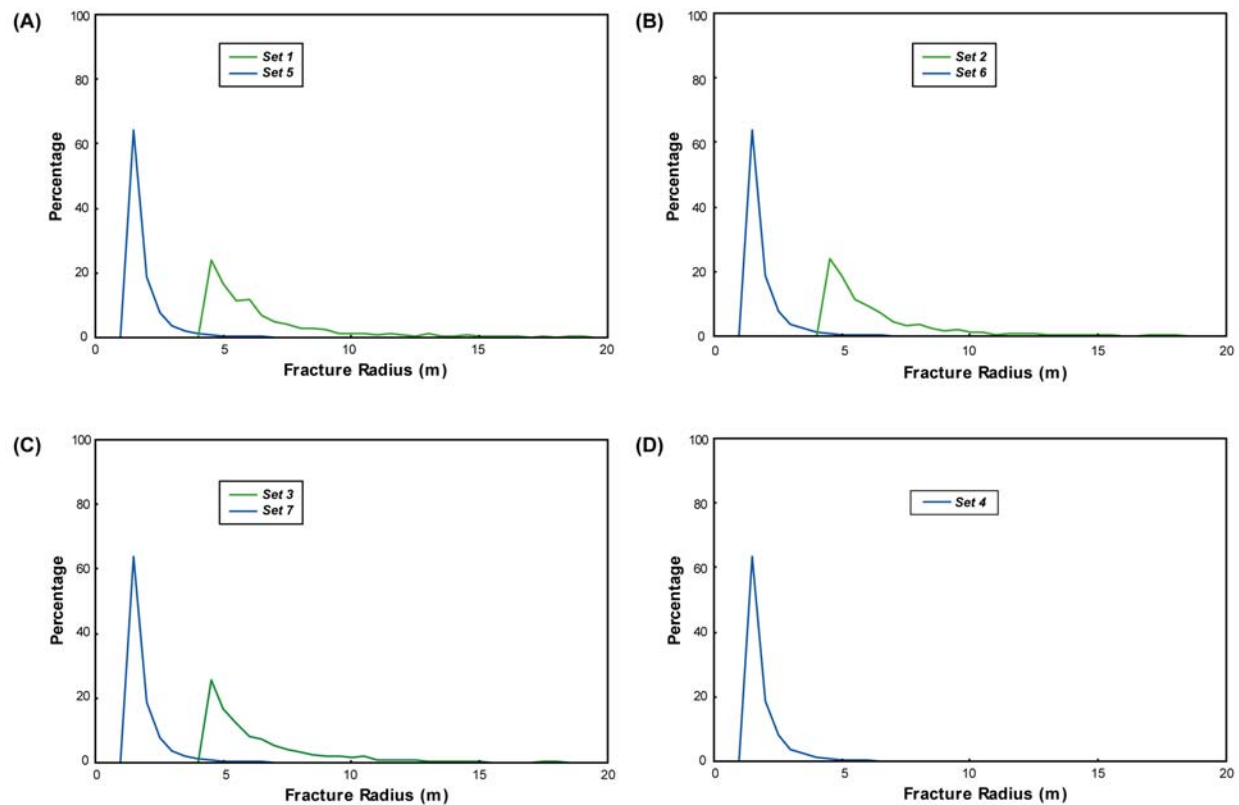 (A)
100
80
60
40
20
0
Percentage
Set 1
Set 5
0 5 10 15 20
Fracture Radius (m)
(B)
100
80
60
40
20
0
Percentage
Set 2
Set 6
0 5 10 15 20
Fracture Radius (m)
(C)
100
80
60
40
20
0
Percentage
Set 3
Set 7
0 5 10 15 20
Fracture Radius (m)
(D)
100
80
60
40
20
0
Percentage
Set 4
0 5 10 15 20
Fracture Radius (m)